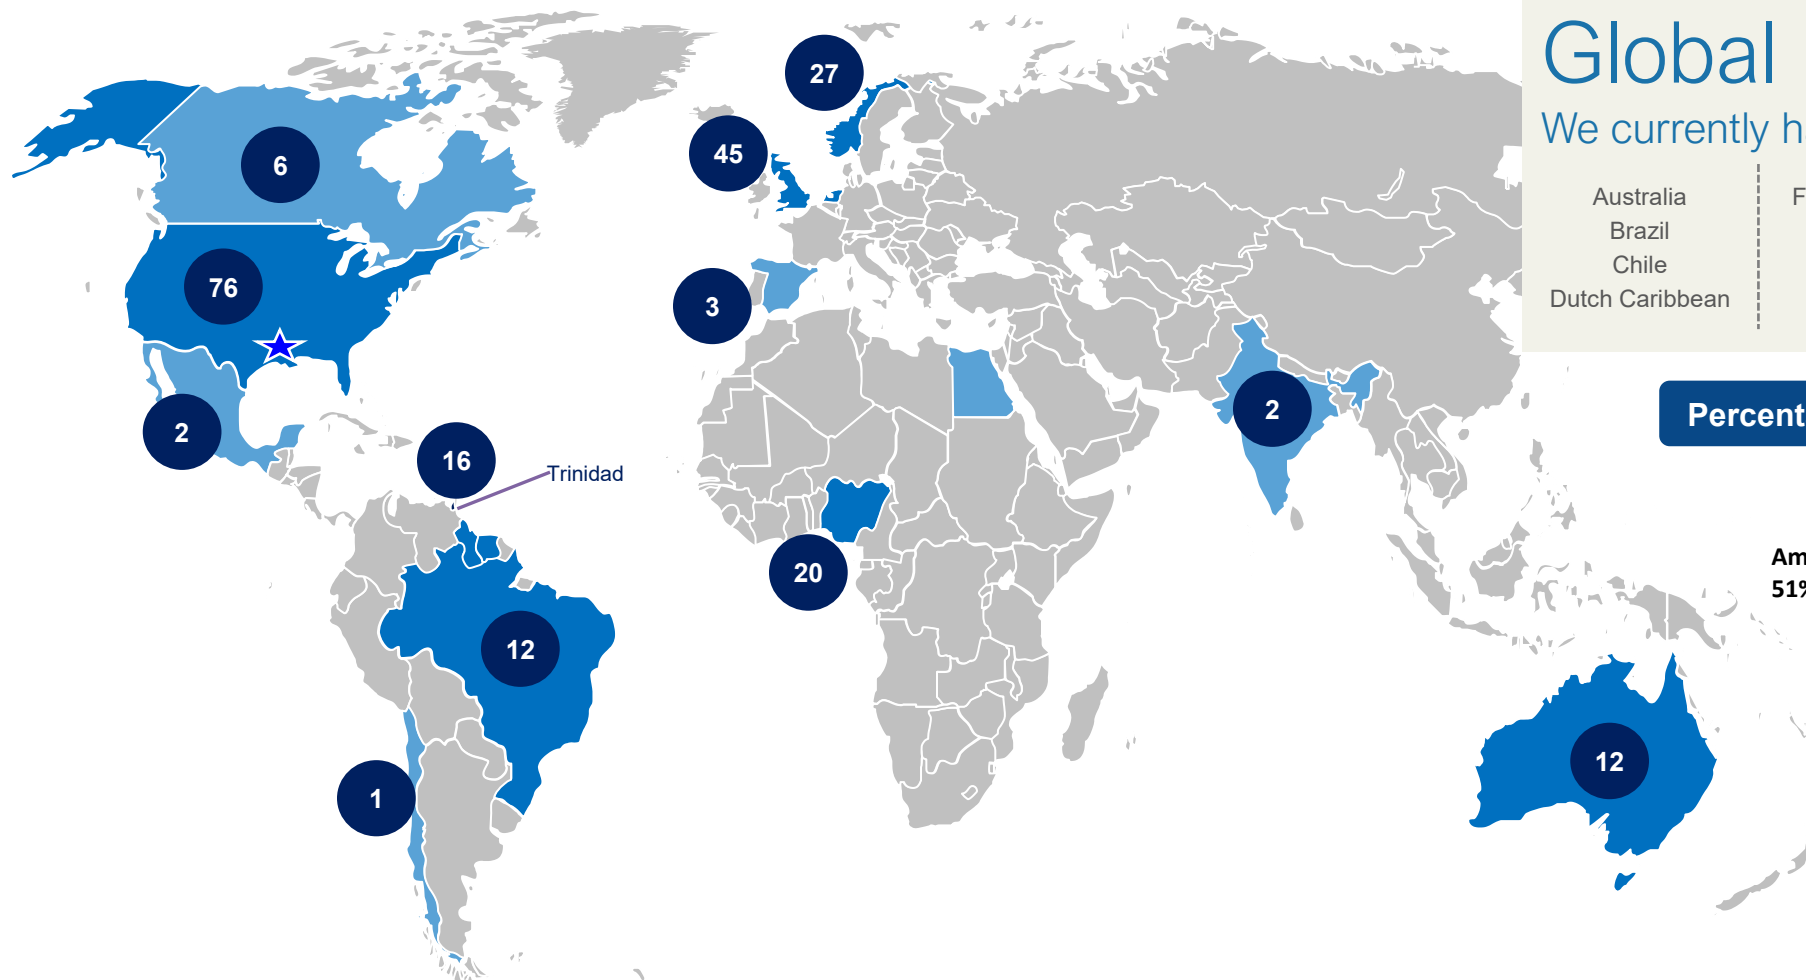 Global
We currently h
Australia
Brazil
Chile
Dutch Caribbean
F
Percent
Am
51%
27
45
6
76
3
2
2
16
Trinidad
20
12
12
1